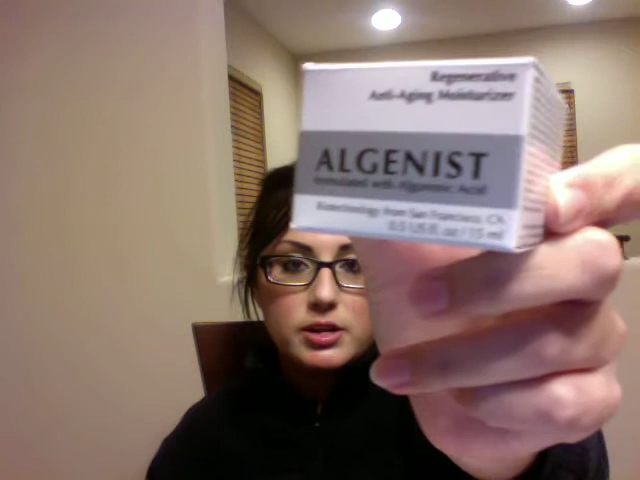 Regenerative
Anti-Aging Moisturizer
ALGENIST
formulated with Alguronic Acid
Biotechnology from San Francisco, CA
0.5 US fl. oz / 15 ml